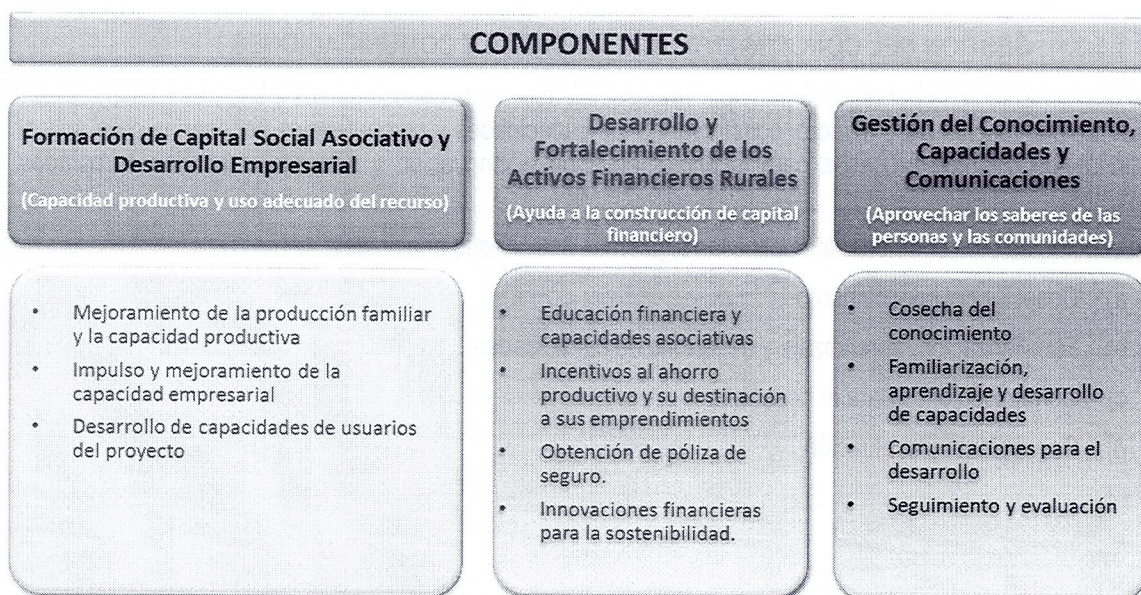 COMPONENTES
Formación de Capital Social Asociativo y
Desarrollo Empresarial
(Capacidad productiva y uso adecuado del recurso)
• Mejoramiento de la producción familiar
y la capacidad productiva
• Impulso y mejoramiento de la
capacidad empresarial
• Desarrollo de capacidades de usuarios
del proyecto
Desarrollo y
Fortalecimiento de los
Activos Financieros Rurales
(Ayuda a la construcción de capital
financiero)
• Educación financiera y
capacidades asociativas
• Incentivos al ahorro
productivo y su destinación
a sus emprendimientos
• Obtención de póliza de
seguro.
• Innovaciones financieras
para la sostenibilidad.
Gestión del Conocimiento,
Capacidades y
Comunicaciones
(Aprovechar los saberes de las
personas y las comunidades)
• Cosecha del
conocimiento
• Familiarización,
aprendizaje y desarrollo
de capacidades
• Comunicaciones para el
desarrollo
• Seguimiento y evaluación